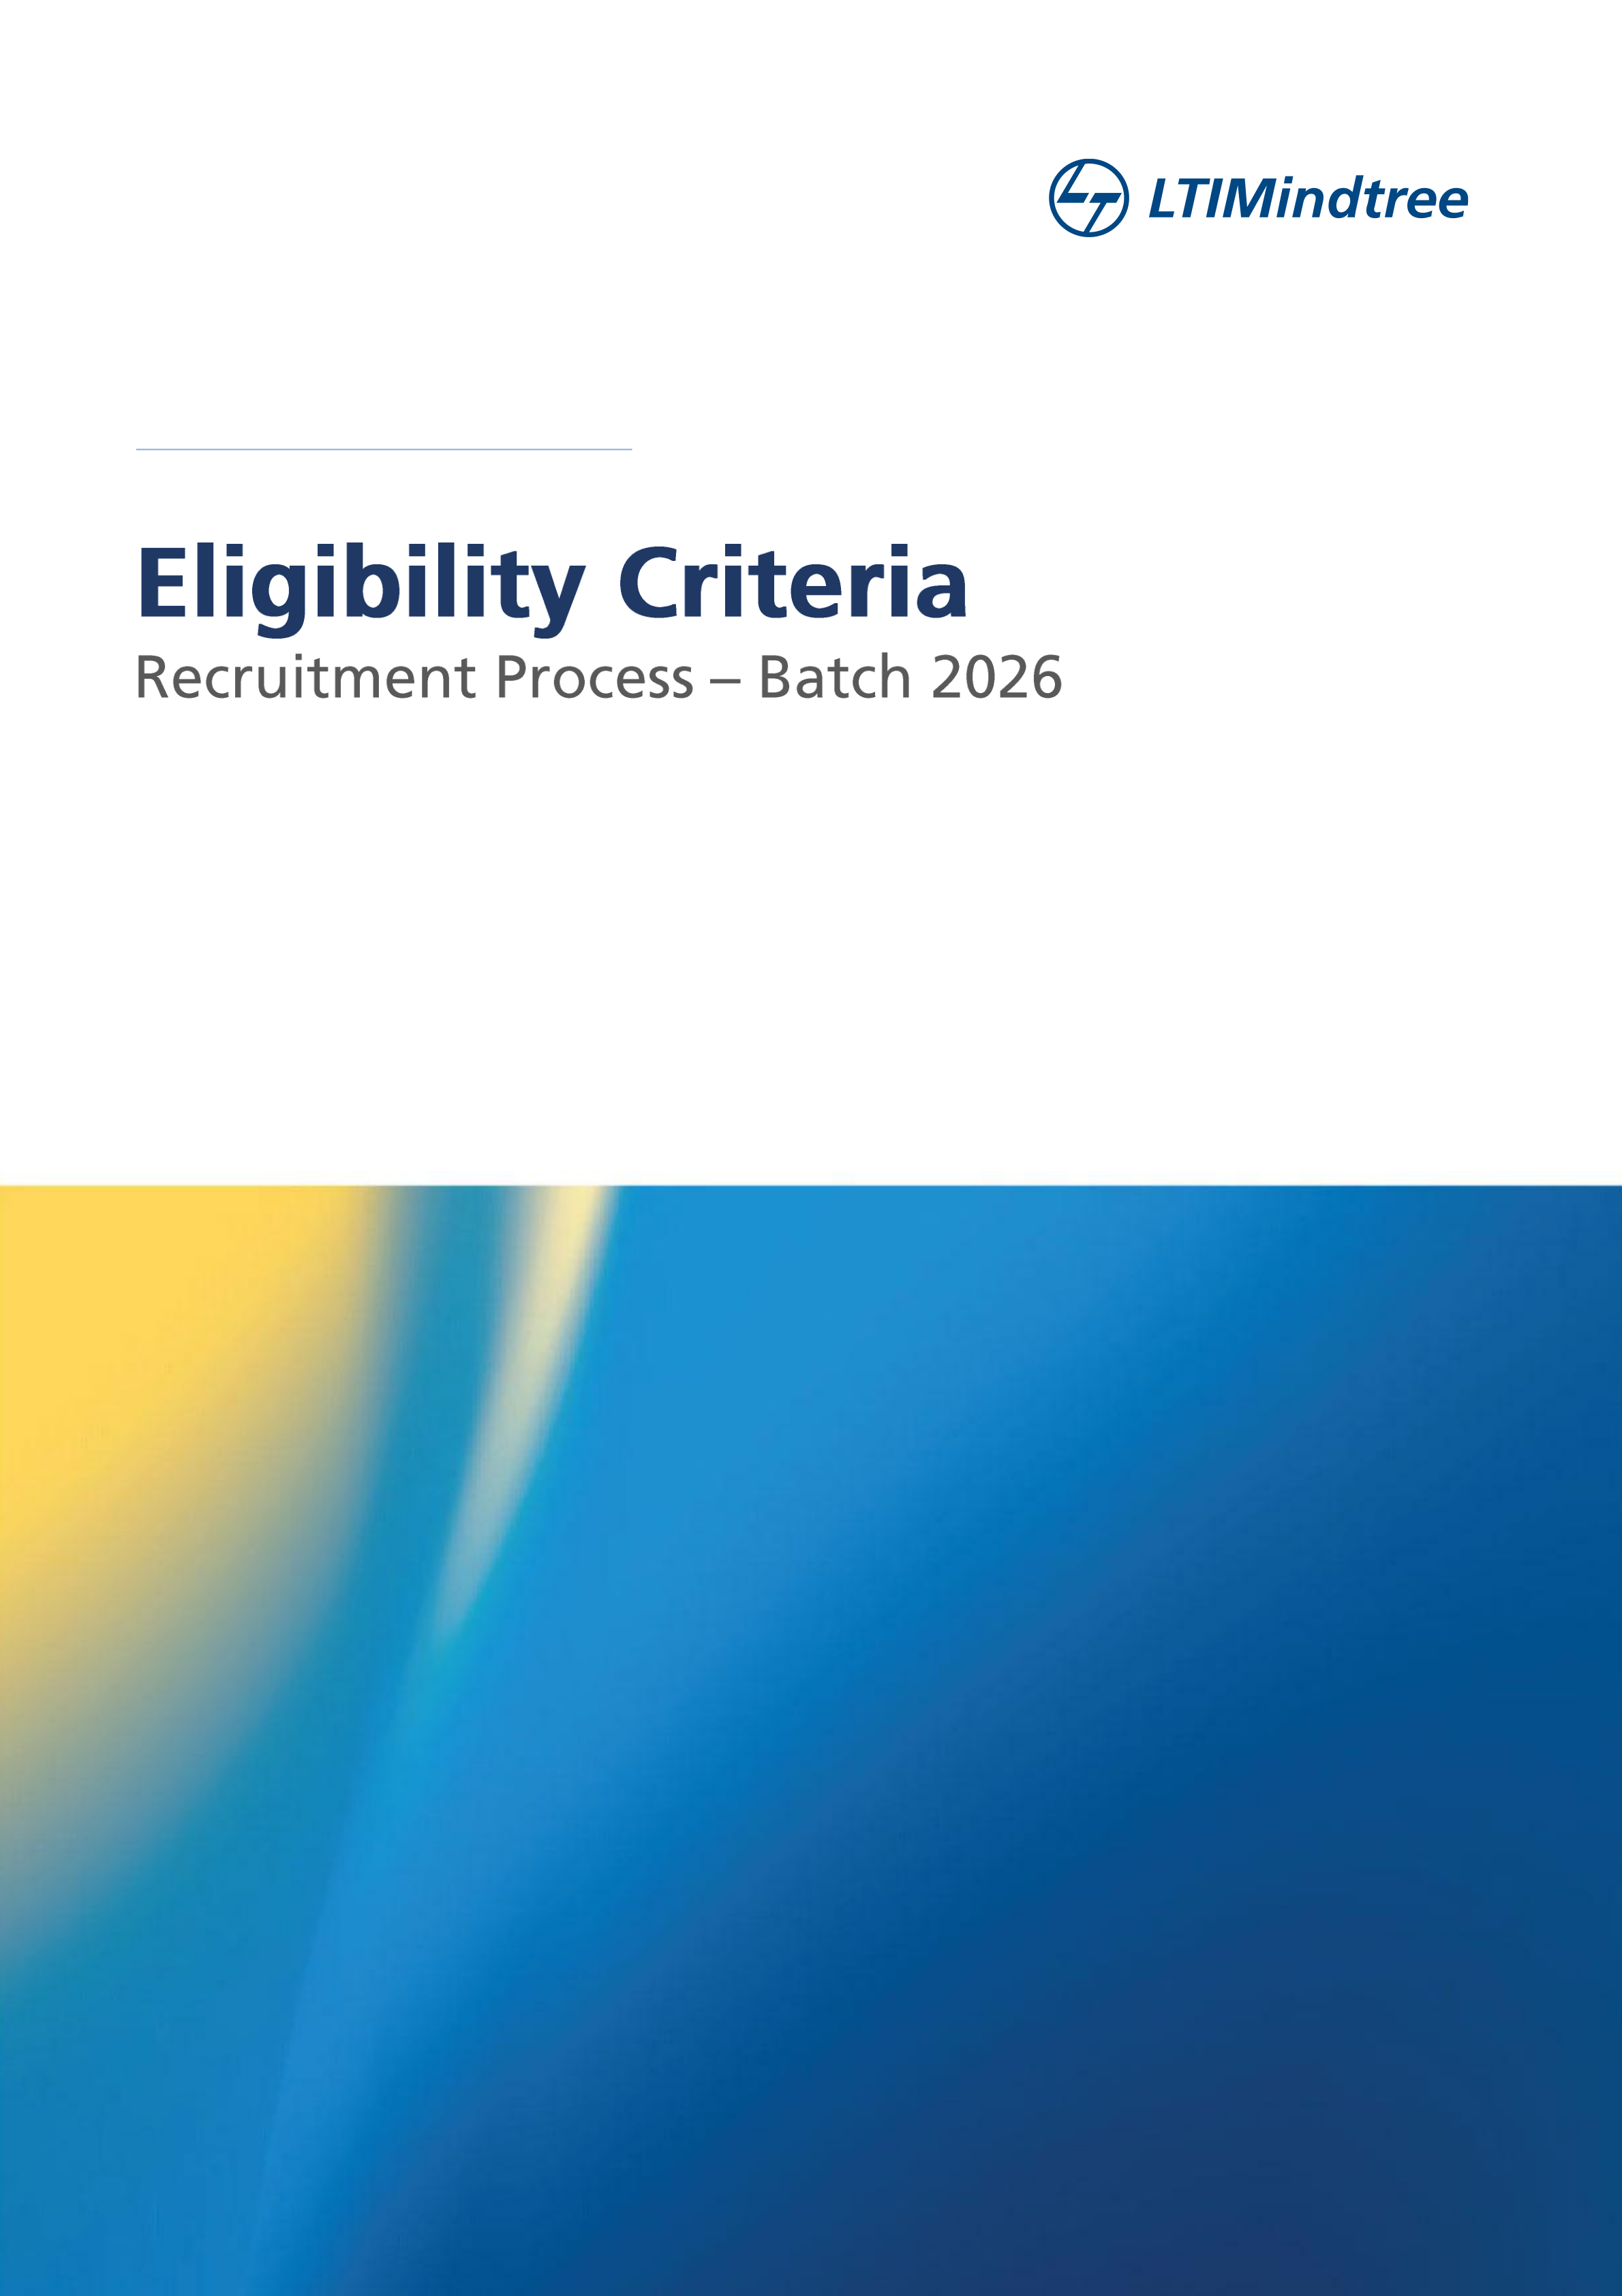 LTIMindtree
Eligibility Criteria
Recruitment Process – Batch 2026